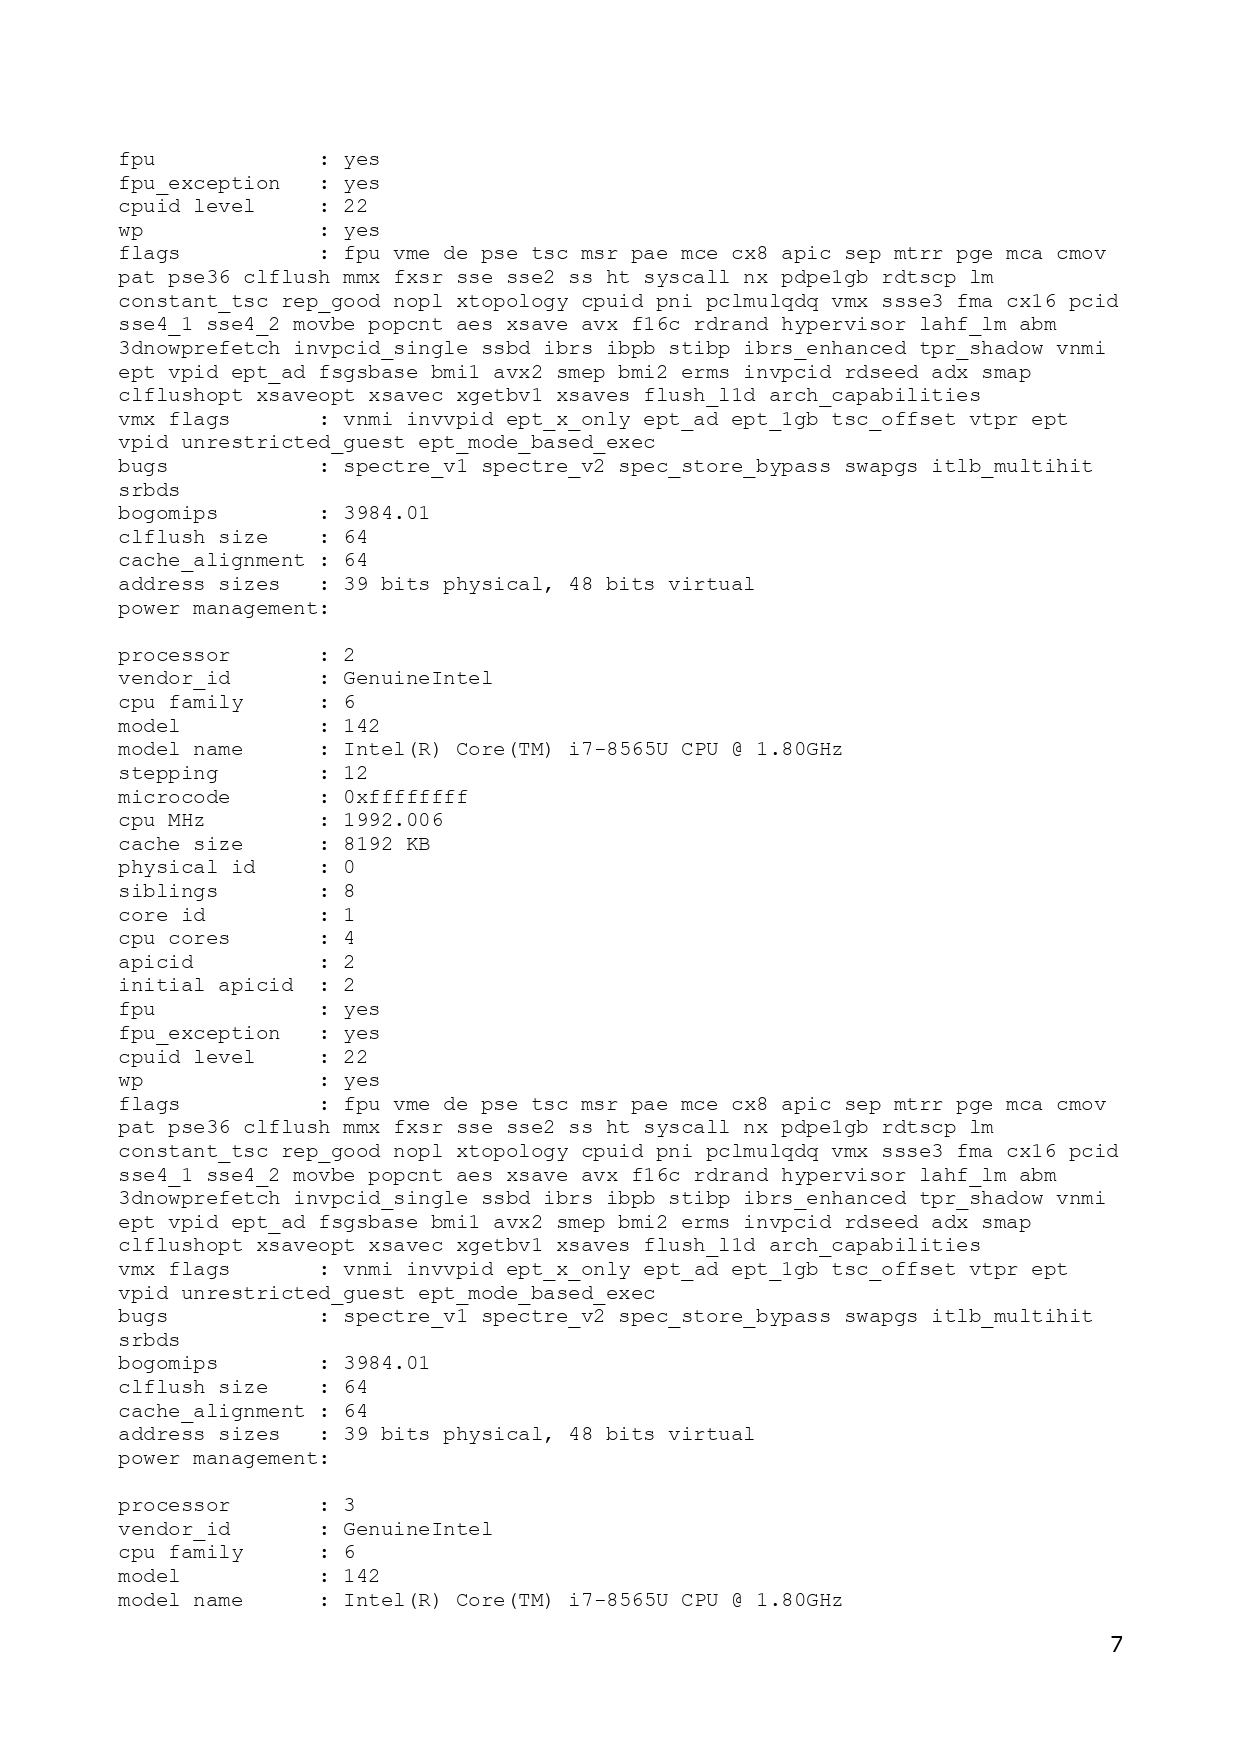 fpu             : yes
fpu_exception   : yes
cpuid level     : 22
wp              : yes
flags           : fpu vme de pse tsc msr pae mce cx8 apic sep mtrr pge mca cmov
pat pse36 clflush mmx fxsr sse sse2 ss ht syscall nx pdpe1gb rdtscp lm
constant_tsc rep_good nopl xtopology cpuid pni pclmulqdq vmx ssse3 fma cx16 pcid
sse4_1 sse4_2 movbe popcnt aes xsave avx f16c rdrand hypervisor lahf_lm abm
3dnowprefetch invpcid_single ssbd ibrs ibpb stibp ibrs_enhanced tpr_shadow vnmi
ept vpid ept_ad fsgsbase bmi1 avx2 smep bmi2 erms invpcid rdseed adx smap
clflushopt xsaveopt xsavec xgetbv1 xsaves flush_l1d arch_capabilities
vmx flags       : vnmi invvpid ept_x_only ept_ad ept_1gb tsc_offset vtpr ept
vpid unrestricted_guest ept_mode_based_exec
bugs            : spectre_v1 spectre_v2 spec_store_bypass swapgs itlb_multihit
srbds
bogomips        : 3984.01
clflush size    : 64
cache_alignment : 64
address sizes   : 39 bits physical, 48 bits virtual
power management:

processor       : 2
vendor_id       : GenuineIntel
cpu family      : 6
model           : 142
model name      : Intel(R) Core(TM) i7-8565U CPU @ 1.80GHz
stepping        : 12
microcode       : 0xffffffff
cpu MHz         : 1992.006
cache size      : 8192 KB
physical id     : 0
siblings        : 8
core id         : 1
cpu cores       : 4
apicid          : 2
initial apicid  : 2
fpu             : yes
fpu_exception   : yes
cpuid level     : 22
wp              : yes
flags           : fpu vme de pse tsc msr pae mce cx8 apic sep mtrr pge mca cmov
pat pse36 clflush mmx fxsr sse sse2 ss ht syscall nx pdpe1gb rdtscp lm
constant_tsc rep_good nopl xtopology cpuid pni pclmulqdq vmx ssse3 fma cx16 pcid
sse4_1 sse4_2 movbe popcnt aes xsave avx f16c rdrand hypervisor lahf_lm abm
3dnowprefetch invpcid_single ssbd ibrs ibpb stibp ibrs_enhanced tpr_shadow vnmi
ept vpid ept_ad fsgsbase bmi1 avx2 smep bmi2 erms invpcid rdseed adx smap
clflushopt xsaveopt xsavec xgetbv1 xsaves flush_l1d arch_capabilities
vmx flags       : vnmi invvpid ept_x_only ept_ad ept_1gb tsc_offset vtpr ept
vpid unrestricted_guest ept_mode_based_exec
bugs            : spectre_v1 spectre_v2 spec_store_bypass swapgs itlb_multihit
srbds
bogomips        : 3984.01
clflush size    : 64
cache_alignment : 64
address sizes   : 39 bits physical, 48 bits virtual
power management:

processor       : 3
vendor_id       : GenuineIntel
cpu family      : 6
model           : 142
model name      : Intel(R) Core(TM) i7-8565U CPU @ 1.80GHz
7